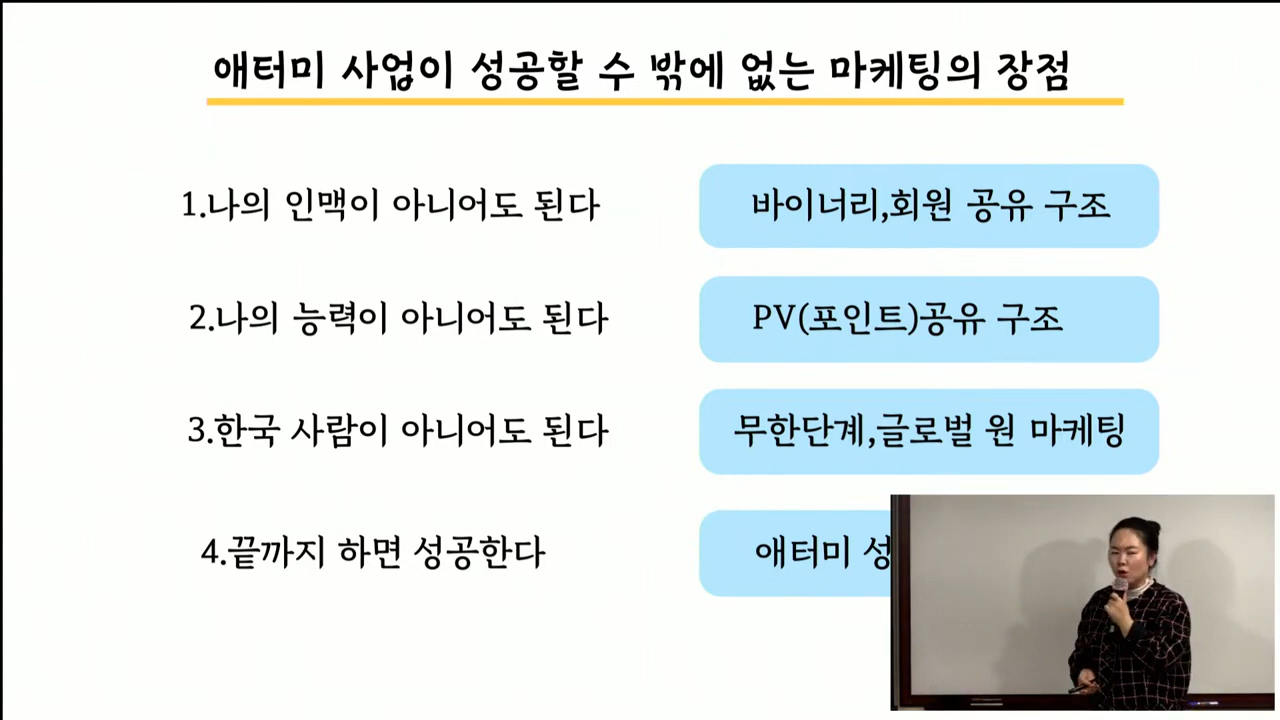 애터미 사업이 성공할 수 밖에 없는 마케팅의 장점
1.나의 인맥이 아니어도 된다
바이너리,회원 공유 구조
2.나의 능력이 아니어도 된다
PV(포인트)공유 구조
3.한국 사람이 아니어도 된다
무한단계,글로벌 원 마케팅
4.끝까지 하면 성공한다
애터미 성